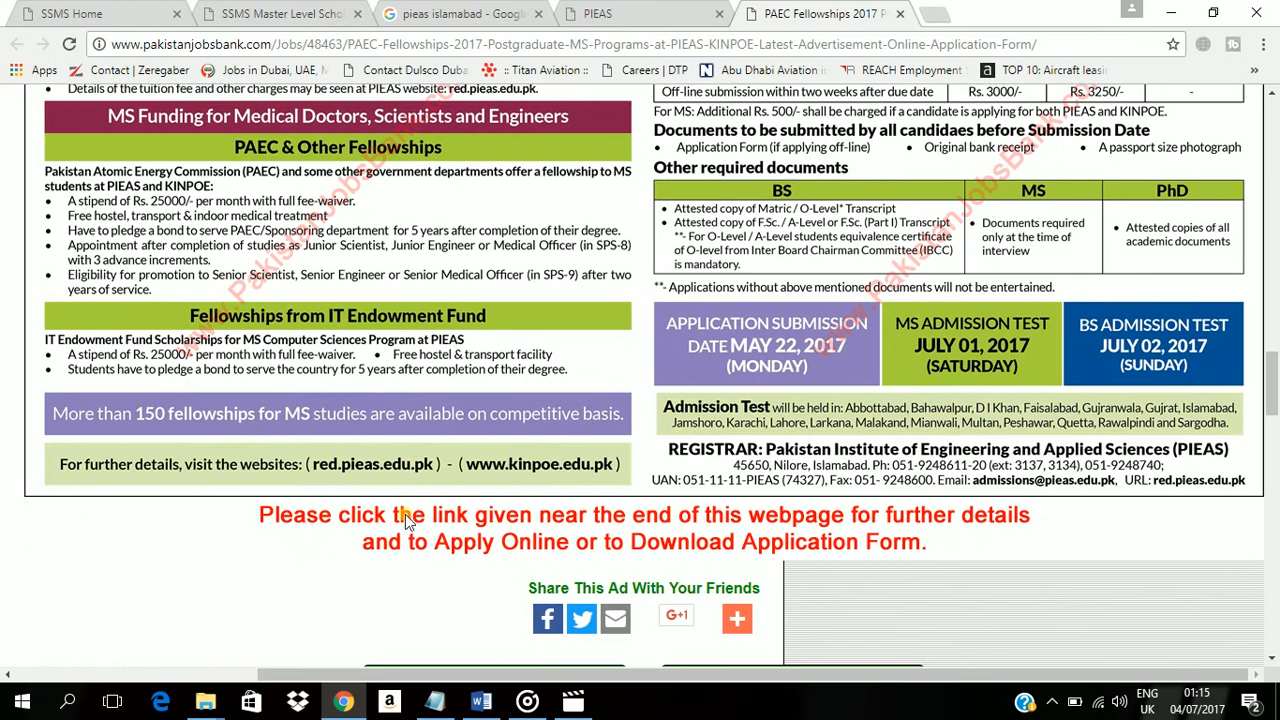 SSMS Home
SSMS Master Level Schol
pieas islamabad - Google
PIEAS
PAEC Fellowships 2017 P
www.pakistanjobsbank.com/Jobs/48463/PAEC-Fellowships-2017-Postgraduate-MS-Programs-at-PIEAS-KINPOE-Latest-Advertisement-Online-Application-Form/
Apps
Contact | Zeregaber
Jobs in Dubai, UAE, M
Contact Dulsco Duba
:: Titan Aviation ::
Careers | DTP
Abu Dhabi Aviation in
REACH Employment
TOP 10: Aircraft leasin
• Details of the tuition fee and other charges may be seen at PIEAS website: red.pieas.edu.pk.
MS Funding for Medical Doctors, Scientists and Engineers
PAEC & Other Fellowships
Pakistan Atomic Energy Commission (PAEC) and some other government departments offer a fellowship to MS
students at PIEAS and KINPOE:
• A stipend of Rs. 25000/- per month with full fee-waiver.
• Free hostel, transport & indoor medical treatment
• Have to pledge a bond to serve PAEC/Sponsoring department for 5 years after completion of their degree.
• Appointment after completion of studies as Junior Scientist, Junior Engineer or Medical Officer (in SPS-8)
with 3 advance increments.
• Eligibility for promotion to Senior Scientist, Senior Engineer or Senior Medical Officer (in SPS-9) after two
years of service.
Fellowships from IT Endowment Fund
IT Endowment Fund Scholarships for MS Computer Sciences Program at PIEAS
• A stipend of Rs. 25000/- per month with full fee-waiver. • Free hostel & transport facility
• Students have to pledge a bond to serve the country for 5 years after completion of their degree.
More than 150 fellowships for MS studies are available on competitive basis.
For further details, visit the websites: ( red.pieas.edu.pk ) - ( www.kinpoe.edu.pk )
www.PakistanJobsBank.com
Off-line submission within two weeks after due date Rs. 3000/- Rs. 3250/- -
For MS: Additional Rs. 500/- shall be charged if a candidate is applying for both PIEAS and KINPOE.
Documents to be submitted by all candidaes before Submission Date
• Application Form (if applying off-line) • Original bank receipt • A passport size photograph
Other required documents
BS MS PhD
• Attested copy of Matric / O-Level* Transcript
• Attested copy of F.Sc. / A-Level or F.Sc. (Part I) Transcript
**- For O-Level / A-Level students equivalence certificate
of O-level from Inter Board Chairman Committee (IBCC)
is mandatory.
• Documents required
only at the time of
interview
• Attested copies of all
academic documents
**- Applications without above mentioned documents will not be entertained.
APPLICATION SUBMISSION
DATE MAY 22, 2017
(MONDAY)
MS ADMISSION TEST
JULY 01, 2017
(SATURDAY)
BS ADMISSION TEST
JULY 02, 2017
(SUNDAY)
Admission Test will be held in: Abbottabad, Bahawalpur, D I Khan, Faisalabad, Gujranwala, Gujrat, Islamabad,
Jamshoro, Karachi, Lahore, Larkana, Malakand, Mianwali, Multan, Peshawar, Quetta, Rawalpindi and Sargodha.
REGISTRAR: Pakistan Institute of Engineering and Applied Sciences (PIEAS)
45650, Nilore, Islamabad. Ph: 051-9248611-20 (ext: 3137, 3134), 051-9248740;
UAN: 051-11-11-PIEAS (74327), Fax: 051- 9248600. Email: admissions@pieas.edu.pk, URL: red.pieas.edu.pk
www.PakistanJobsBank.co
Please click the link given near the end of this webpage for further details
and to Apply Online or to Download Application Form.
Share This Ad With Your Friends
G+1
ENG
UK
01:15
04/07/2017
2